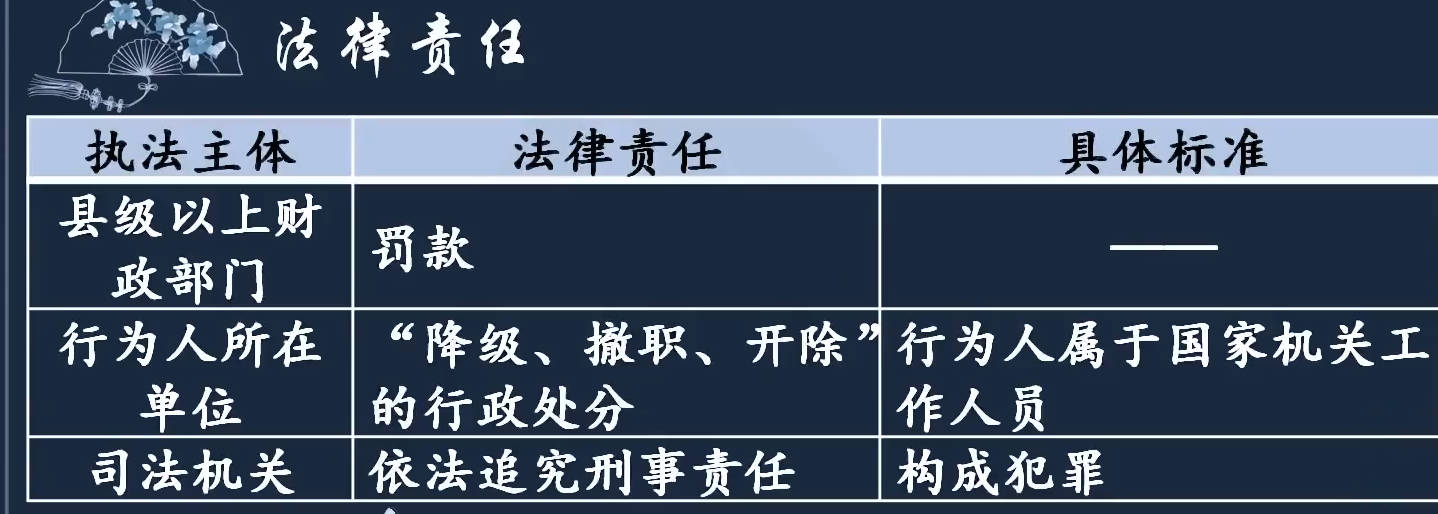 法律责任
执法主体 法律责任 具体标准
县级以上财政部门 罚款 ——
行为人所在单位 “降级、撤职、开除”的行政处分 行为人属于国家机关工作人员
司法机关 依法追究刑事责任 构成犯罪